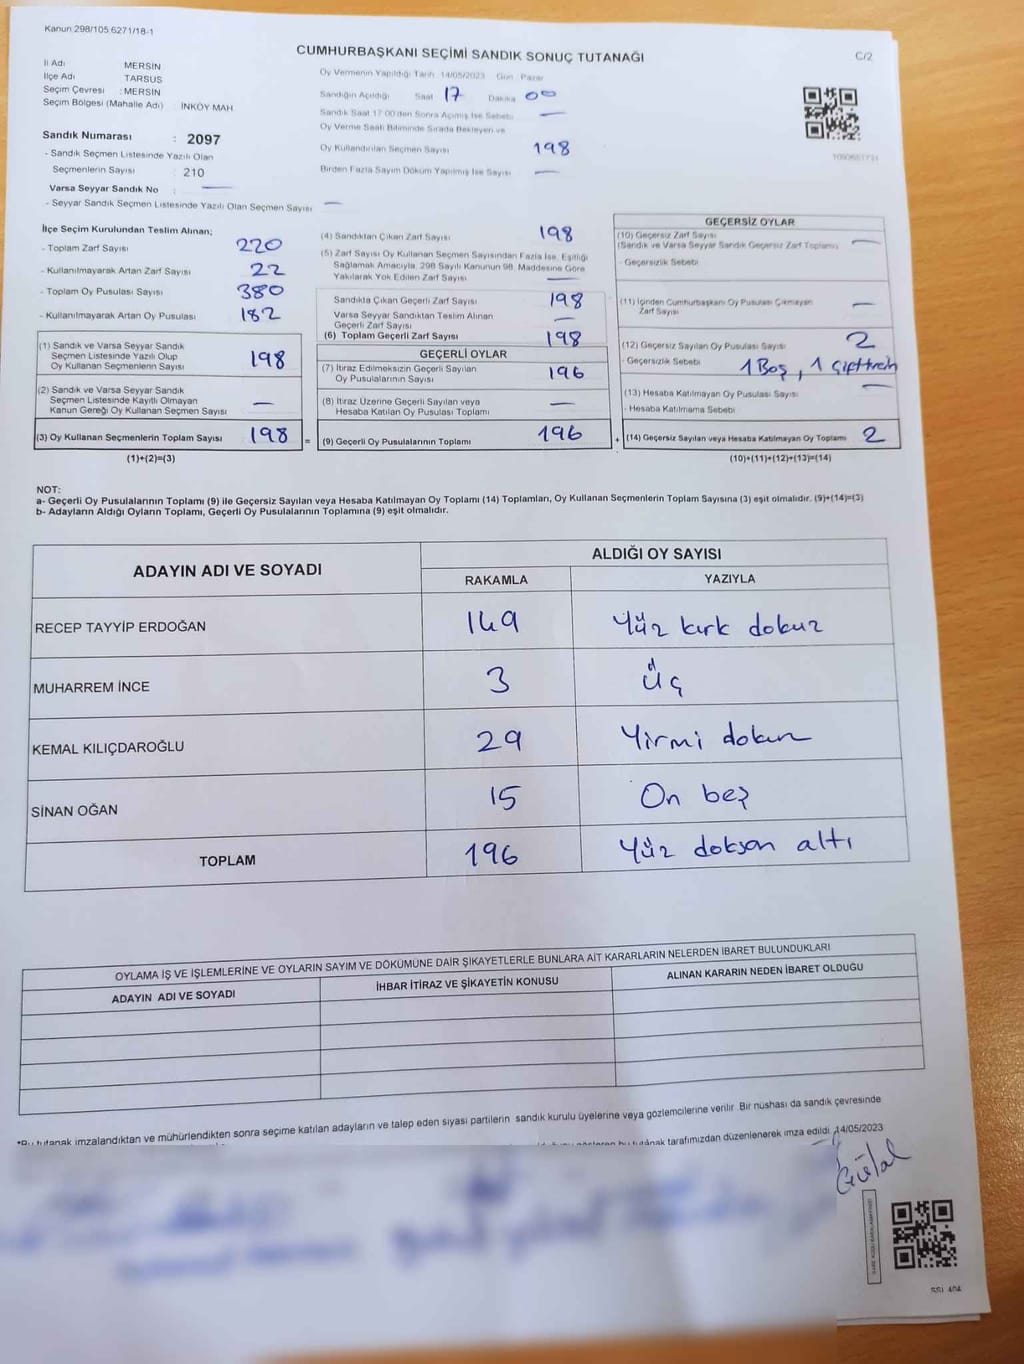 Kanun 298/105 6271/18-1
CUMHURBAŞKANI SEÇİMİ SANDIK SONUÇ TUTANAĞI
C/2
İl Adı MERSİN
İlçe Adı TARSUS
Seçim Çevresi : MERSİN
Seçim Bölgesi (Mahalle Adı) : İNKÖY MAH.
Sandık Numarası : 2097
- Sandık Seçmen Listesinde Yazılı Olan
Seçmenlerin Sayısı : 210
Varsa Seyyar Sandık No : —
- Seyyar Sandık Seçmen Listesinde Yazılı Olan Seçmen Sayısı —
Oy Vermenin Yapıldığı Tarih 14/05/2023 Gün Pazar
Sandığın Açıldığı Saat 17 Dakika 00
Sandık Saat 17 00'den Sonra Açılmış İse Sebebi —
Oy Verme Saati Bitiminde Sırada Bekleyen ve
Oy Kullandırılan Seçmen Sayısı 198
Birden Fazla Sayım Döküm Yapılmış İse Sayısı —
İlçe Seçim Kurulundan Teslim Alınan;
- Toplam Zarf Sayısı 220
- Kullanılmayarak Artan Zarf Sayısı 22
- Toplam Oy Pusulası Sayısı 380
- Kullanılmayarak Artan Oy Pusulası 182
(1) Sandık ve Varsa Seyyar Sandık
Seçmen Listesinde Yazılı Olup
Oy Kullanan Seçmenlerin Sayısı 198
(2) Sandık ve Varsa Seyyar Sandık
Seçmen Listesinde Kayıtlı Olmayan
Kanun Gereği Oy Kullanan Seçmen Sayısı —
(3) Oy Kullanan Seçmenlerin Toplam Sayısı 198 =
(1)+(2)=(3)
(4) Sandıktan Çıkan Zarf Sayısı 198
(5) Zarf Sayısı Oy Kullanan Seçmen Sayısından Fazla İse, Eşitliği
Sağlamak Amacıyla, 298 Sayılı Kanunun 98. Maddesine Göre
Yakılarak Yok Edilen Zarf Sayısı —
Sandıkta Çıkan Geçerli Zarf Sayısı 198
Varsa Seyyar Sandıktan Teslim Alınan
Geçerli Zarf Sayısı —
(6) Toplam Geçerli Zarf Sayısı 198
GEÇERLİ OYLAR
(7) İtiraz Edilmeksizin Geçerli Sayılan
Oy Pusulalarının Sayısı 196
(8) İtiraz Üzerine Geçerli Sayılan veya
Hesaba Katılan Oy Pusulası Toplamı —
(9) Geçerli Oy Pusulalarının Toplamı 196 +
GEÇERSİZ OYLAR
(10) Geçersiz Zarf Sayısı
(Sandık ve Varsa Seyyar Sandık Geçersiz Zarf Toplamı) —
- Geçersizlik Sebebi
(11) İçinden Cumhurbaşkanı Oy Pusulası Çıkmayan
Zarf Sayısı —
(12) Geçersiz Sayılan Oy Pusulası Sayısı 2
- Geçersizlik Sebebi 1 Boş, 1 çift
(13) Hesaba Katılmayan Oy Pusulası Sayısı —
- Hesaba Katılmama Sebebi
(14) Geçersiz Sayılan veya Hesaba Katılmayan Oy Toplamı 2
(10)+(11)+(12)+(13)=(14)
NOT:
a- Geçerli Oy Pusulalarının Toplamı (9) ile Geçersiz Sayılan veya Hesaba Katılmayan Oy Toplamı (14) Toplamları, Oy Kullanan Seçmenlerin Toplam Sayısına (3) eşit olmalıdır. (9)+(14)=(3)
b- Adayların Aldığı Oyların Toplamı, Geçerli Oy Pusulalarının Toplamına (9) eşit olmalıdır.
ADAYIN ADI VE SOYADI ALDIĞI OY SAYISI
RAKAMLA YAZIYLA
RECEP TAYYİP ERDOĞAN 149 Yüz kırk dokuz
MUHARREM İNCE 3 üç
KEMAL KILIÇDAROĞLU 29 Yirmi dokuz
SİNAN OĞAN 15 On beş
TOPLAM 196 Yüz doksan altı
OYLAMA İŞ VE İŞLEMLERİNE VE OYLARIN SAYIM VE DÖKÜMÜNE DAİR ŞİKAYETLERLE BUNLARA AİT KARARLARIN NELERDEN İBARET BULUNDUKLARI
ADAYIN ADI VE SOYADI İHBAR İTİRAZ VE ŞİKAYETİN KONUSU ALINAN KARARIN NEDEN İBARET OLDUĞU
*Bu tutanak imzalandıktan ve mühürlendikten sonra seçime katılan adayların ve talep eden siyasi partilerin sandık kurulu üyelerine veya gözlemcilerine verilir. Bir nüshası da sandık çevresinde
bu tutanak tarafımızdan düzenlenerek imza edildi. 14/05/2023